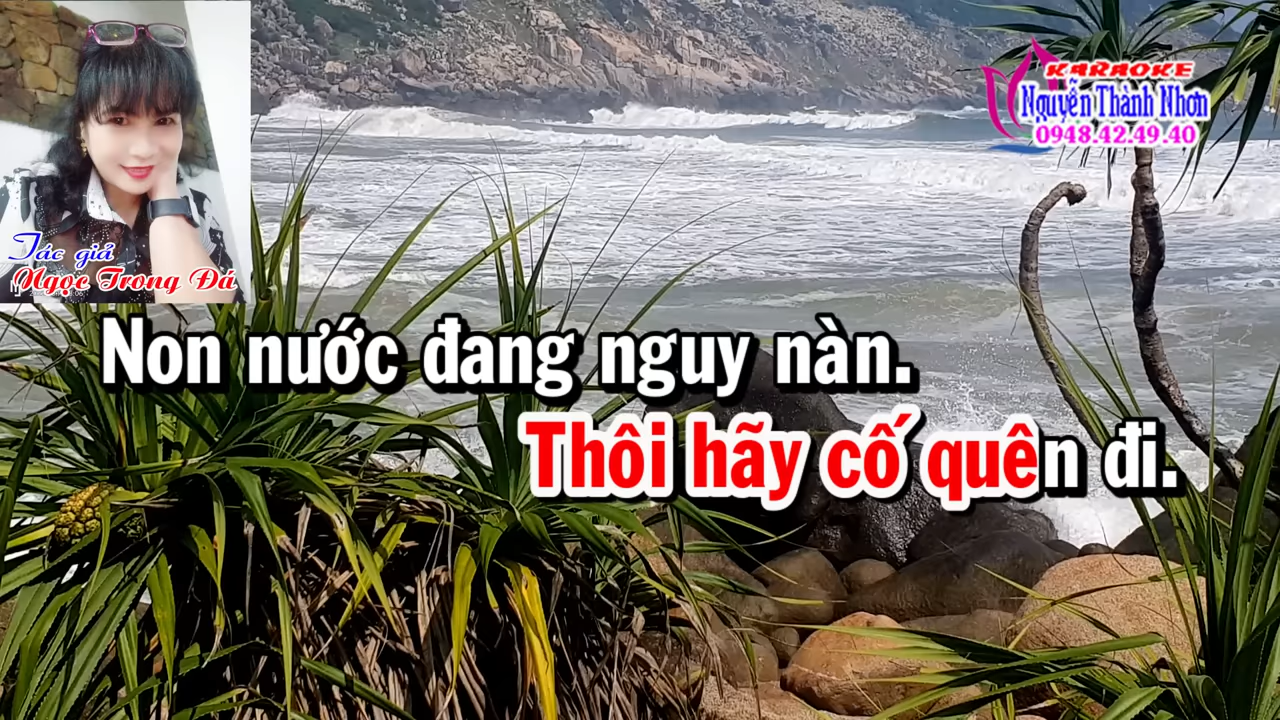 KARAOKE
Nguyễn Thành Nhơn
0948.42.49.40
Tác giả
Ngọc Trong Đá
Non nước đang nguy nàn.
Thôi hãy cố quên đi.